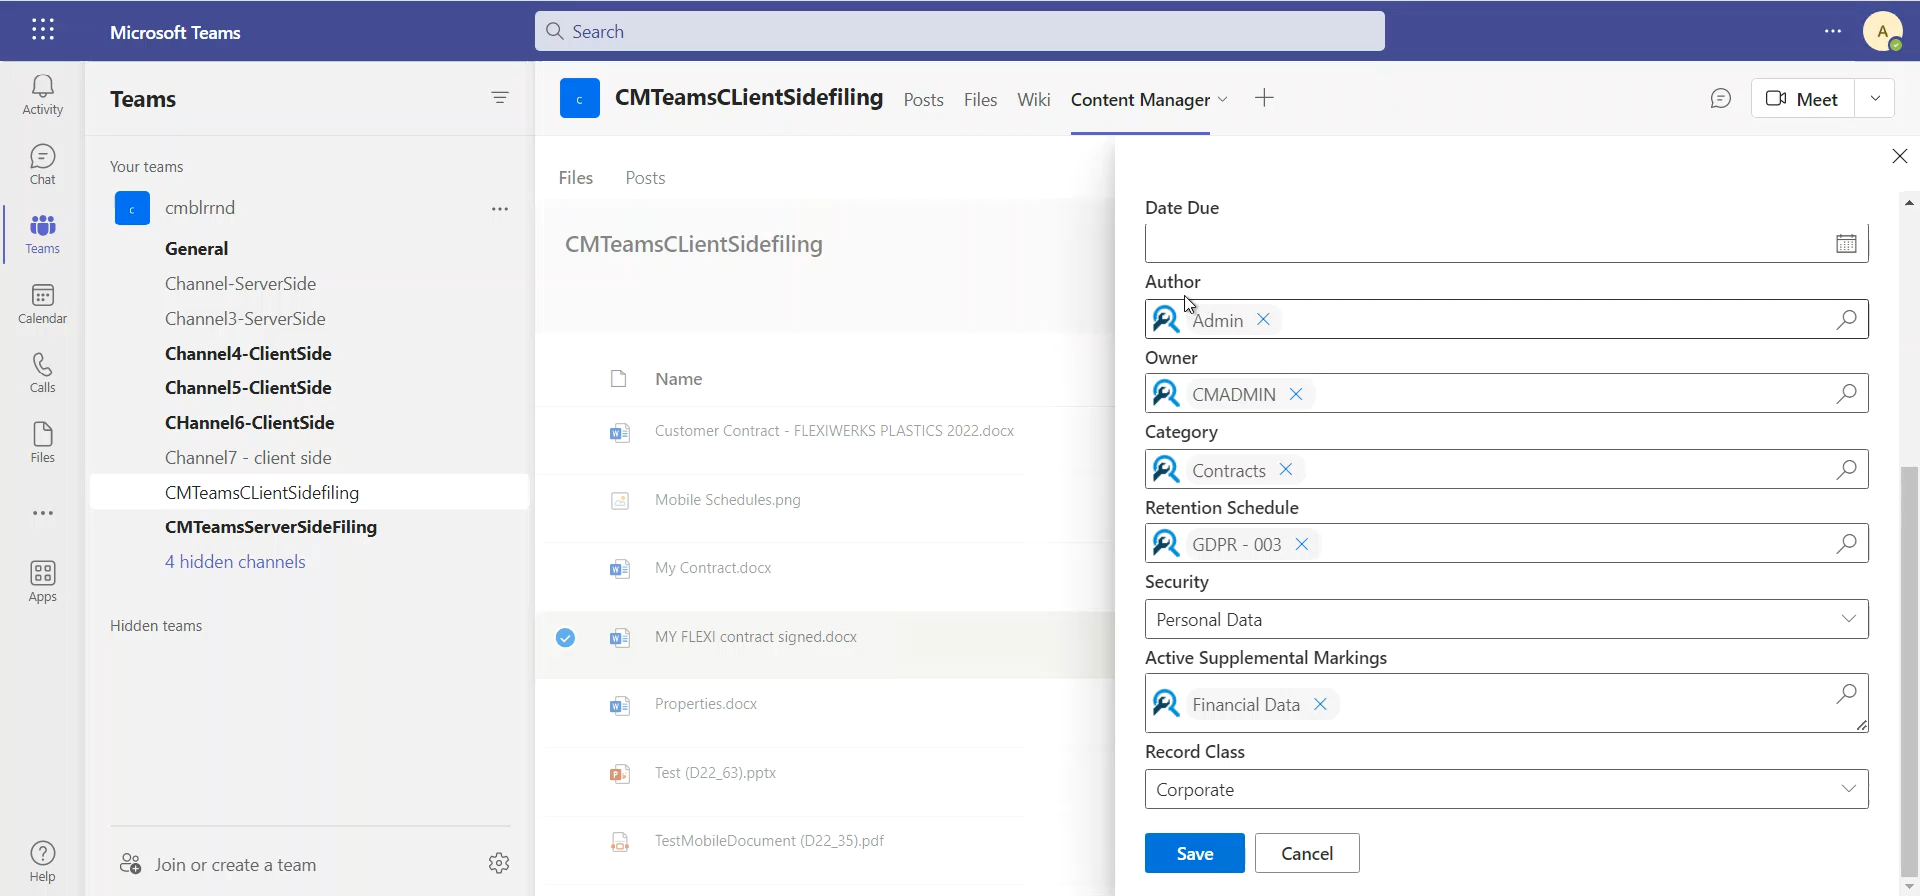 Microsoft Teams
Search
A
Activity
Chat
Teams
Calendar
Calls
Files
Apps
Help
Teams
Your teams
c
cmblrrnd
General
Channel-ServerSide
Channel3-ServerSide
Channel4-ClientSide
Channel5-ClientSide
CHannel6-ClientSide
Channel7 - client side
CMTeamsCLientSidefiling
CMTeamsServerSideFiling
4 hidden channels
Hidden teams
Join or create a team
c
CMTeamsCLientSidefiling
Posts
Files
Wiki
Content Manager
Meet
Files
Posts
CMTeamsCLientSidefiling
Name
Customer Contract - FLEXIWERKS PLASTICS 2022.docx
Mobile Schedules.png
My Contract.docx
MY FLEXI contract signed.docx
Properties.docx
Test (D22_63).pptx
TestMobileDocument (D22_35).pdf
Date Due
Author
Admin
Owner
CMADMIN
Category
Contracts
Retention Schedule
GDPR - 003
Security
Personal Data
Active Supplemental Markings
Financial Data
Record Class
Corporate
Save
Cancel